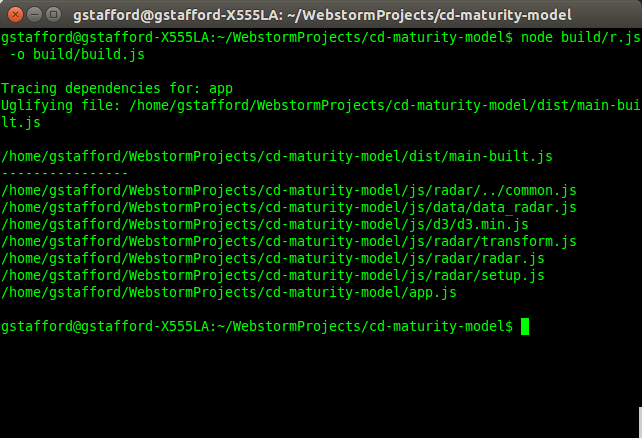 gstafford@gstafford-X555LA: ~/WebstormProjects/cd-maturity-model
gstafford@gstafford-X555LA:~/WebstormProjects/cd-maturity-model$ node build/r.js
 -o build/build.js
Tracing dependencies for: app
Uglifying file: /home/gstafford/WebstormProjects/cd-maturity-model/dist/main-bui
lt.js
/home/gstafford/WebstormProjects/cd-maturity-model/dist/main-built.js
----------------
/home/gstafford/WebstormProjects/cd-maturity-model/js/radar/../common.js
/home/gstafford/WebstormProjects/cd-maturity-model/js/data/data_radar.js
/home/gstafford/WebstormProjects/cd-maturity-model/js/d3/d3.min.js
/home/gstafford/WebstormProjects/cd-maturity-model/js/radar/transform.js
/home/gstafford/WebstormProjects/cd-maturity-model/js/radar/radar.js
/home/gstafford/WebstormProjects/cd-maturity-model/js/radar/setup.js
/home/gstafford/WebstormProjects/cd-maturity-model/app.js
gstafford@gstafford-X555LA:~/WebstormProjects/cd-maturity-model$